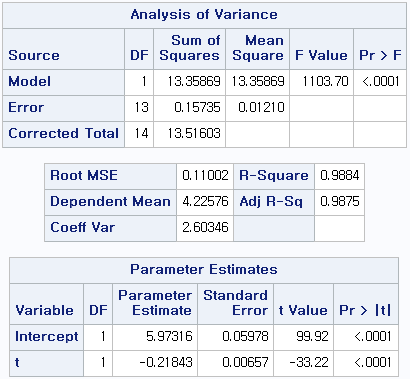 Analysis of Variance
Source DF Sum of Squares Mean Square F Value Pr > F
Model 1 13.35869 13.35869 1103.70 <.0001
Error 13 0.15735 0.01210
Corrected Total 14 13.51603
Root MSE 0.11002 R-Square 0.9884
Dependent Mean 4.22576 Adj R-Sq 0.9875
Coeff Var 2.60346
Parameter Estimates
Variable DF Parameter Estimate Standard Error t Value Pr > |t|
Intercept 1 5.97316 0.05978 99.92 <.0001
t 1 -0.21843 0.00657 -33.22 <.0001